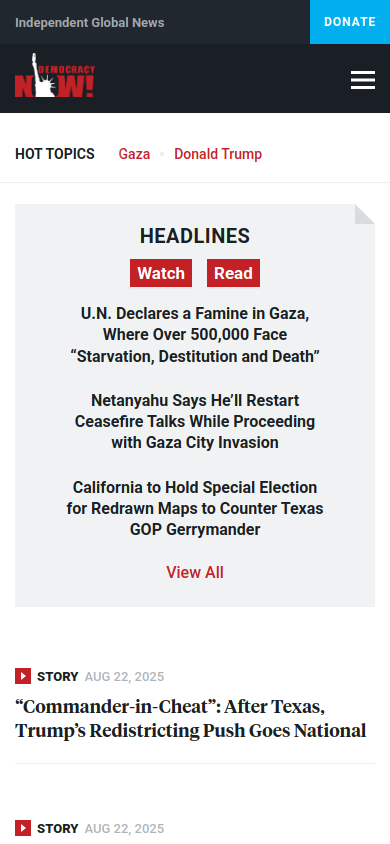 Independent Global News
DONATE
DEMOCRACY
NOW!
HOT TOPICS
Gaza
Donald Trump
HEADLINES
Watch
Read
U.N. Declares a Famine in Gaza,
Where Over 500,000 Face
“Starvation, Destitution and Death”
Netanyahu Says He’ll Restart
Ceasefire Talks While Proceeding
with Gaza City Invasion
California to Hold Special Election
for Redrawn Maps to Counter Texas
GOP Gerrymander
View All
STORY AUG 22, 2025
“Commander-in-Cheat”: After Texas,
Trump’s Redistricting Push Goes National
STORY AUG 22, 2025